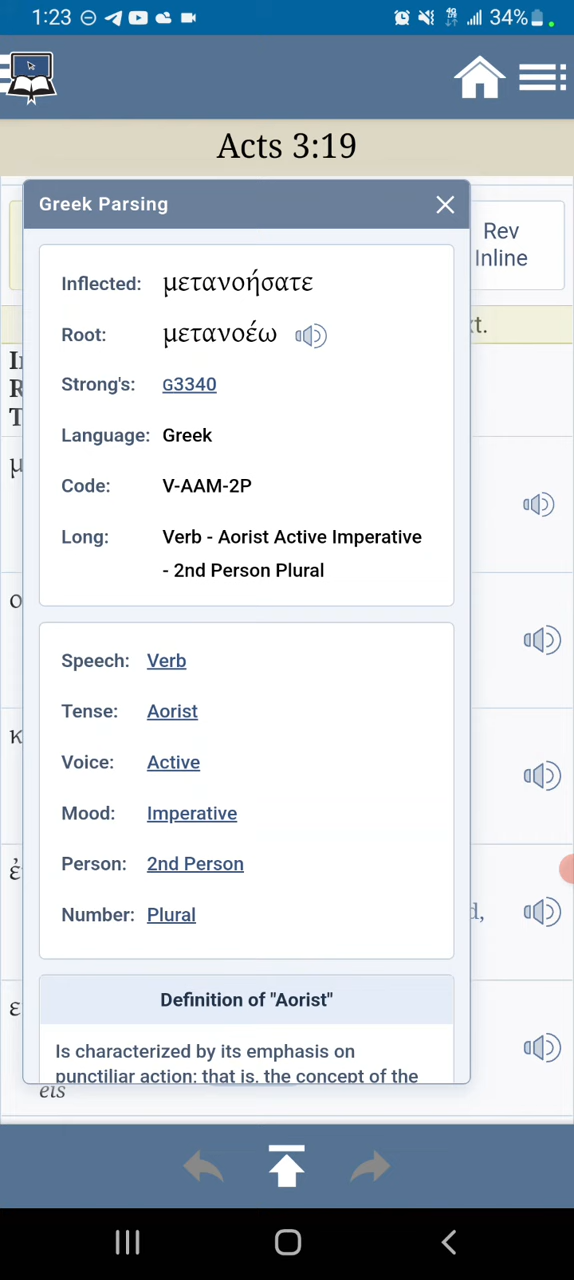 1:23
34%
Acts 3:19
Rev
Inline
Greek Parsing
xt.
Inflected: μετανοήσατε
Root: μετανοέω
Strong's: G3340
Language: Greek
Code: V-AAM-2P
Long: Verb - Aorist Active Imperative
- 2nd Person Plural
Speech: Verb
Tense: Aorist
Voice: Active
Mood: Imperative
Person: 2nd Person
Number: Plural
d,
Definition of "Aorist"
Is characterized by its emphasis on
punctiliar action; that is, the concept of the
eis